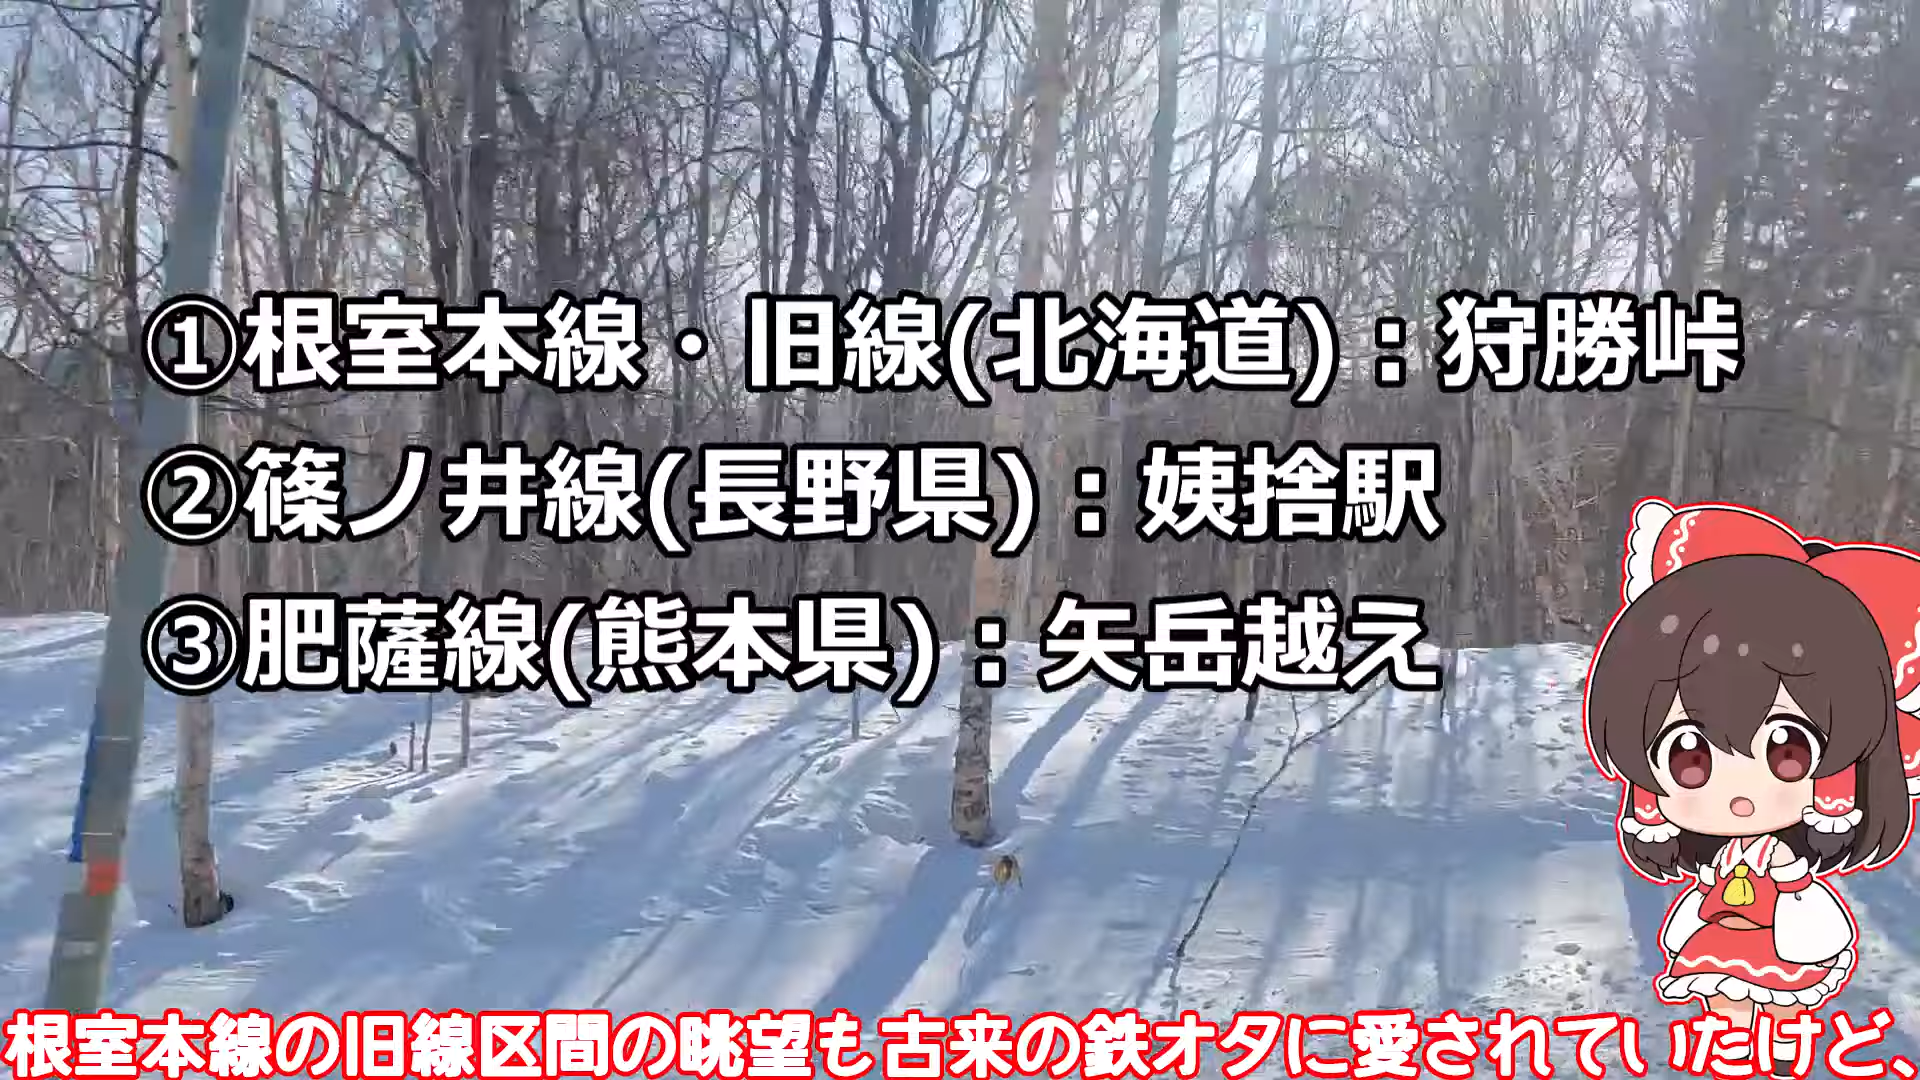 ①根室本線・旧線(北海道)：狩勝峠
②篠ノ井線(長野県)：姨捨駅
③肥薩線(熊本県)：矢岳越え
根室本線の旧線区間の眺望も古来の鉄オタに愛されていたけど、